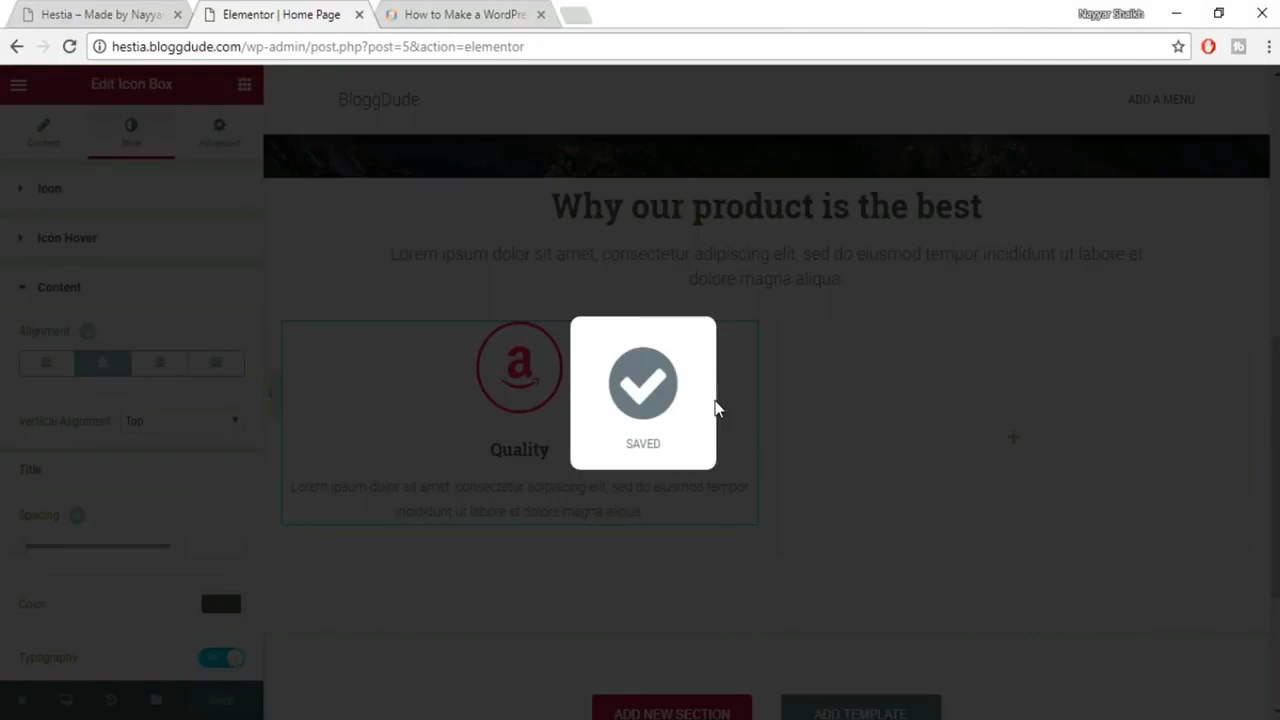 Hestia – Made by Nayya
Elementor | Home Page
How to Make a WordPre
Nayyar Shaikh
hestia.bloggdude.com/wp-admin/post.php?post=5&action=elementor
Edit Icon Box
BloggDude
ADD A MENU
Content
Style
Advanced
Icon
Why our product is the best
Icon Hover
Lorem ipsum dolor sit amet, consectetur adipiscing elit, sed do eiusmod tempor incididunt ut labore et
dolore magna aliqua.
Content
Alignment
a
Vertical Alignment
Top
SAVED
Quality
Title
Lorem ipsum dolor sit amet, consectetur adipiscing elit, sed do eiusmod tempor
incididunt ut labore et dolore magna aliqua.
Spacing
Color
Typography
SAVE
ADD NEW SECTION
ADD TEMPLATE